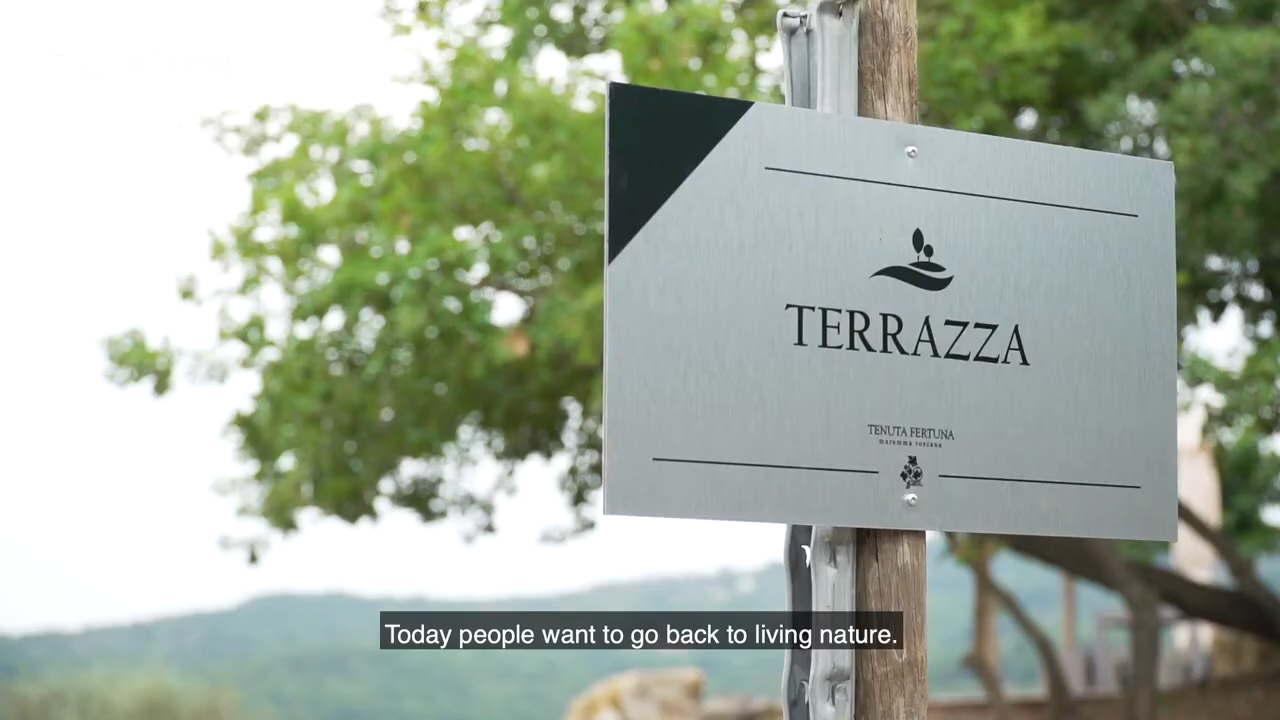 TERRAZZA
TENUTA FERTUNA
maremma toscana
Today people want to go back to living nature.